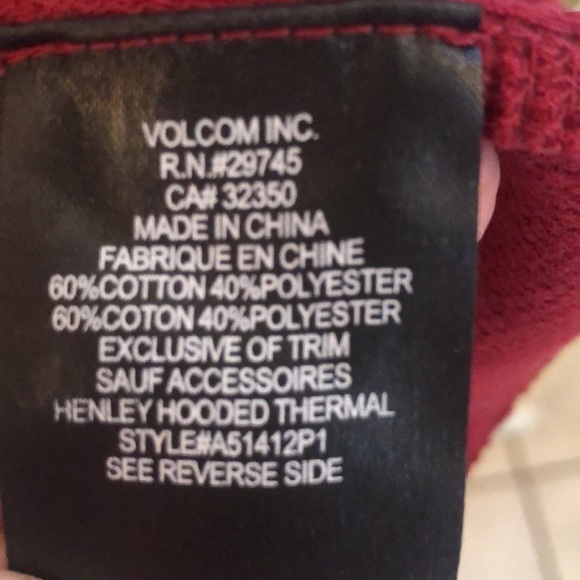 VOLCOM INC.
R.N.#29745
CA# 32350
MADE IN CHINA
FABRIQUE EN CHINE
60%COTTON 40%POLYESTER
60%COTON 40%POLYESTER
EXCLUSIVE OF TRIM
SAUF ACCESSOIRES
HENLEY HOODED THERMAL
STYLE#A51412P1
SEE REVERSE SIDE